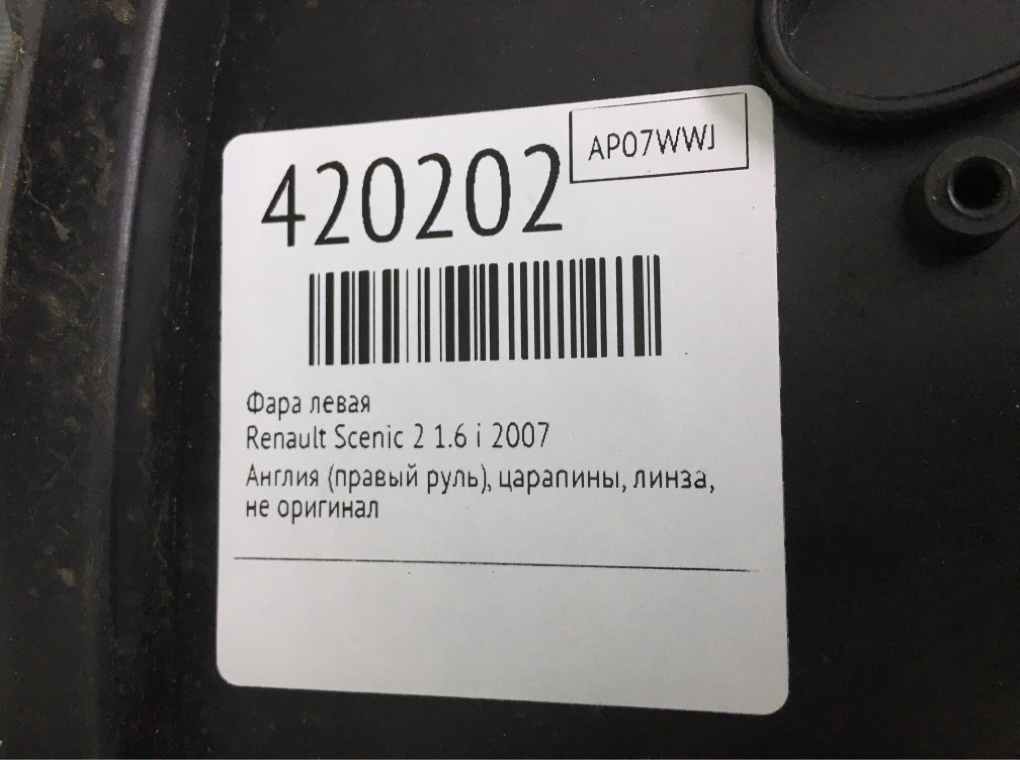 420202
AP07WWJ
Фара левая
Renault Scenic 2 1.6 i 2007
Англия (правый руль), царапины, линза,
не оригинал